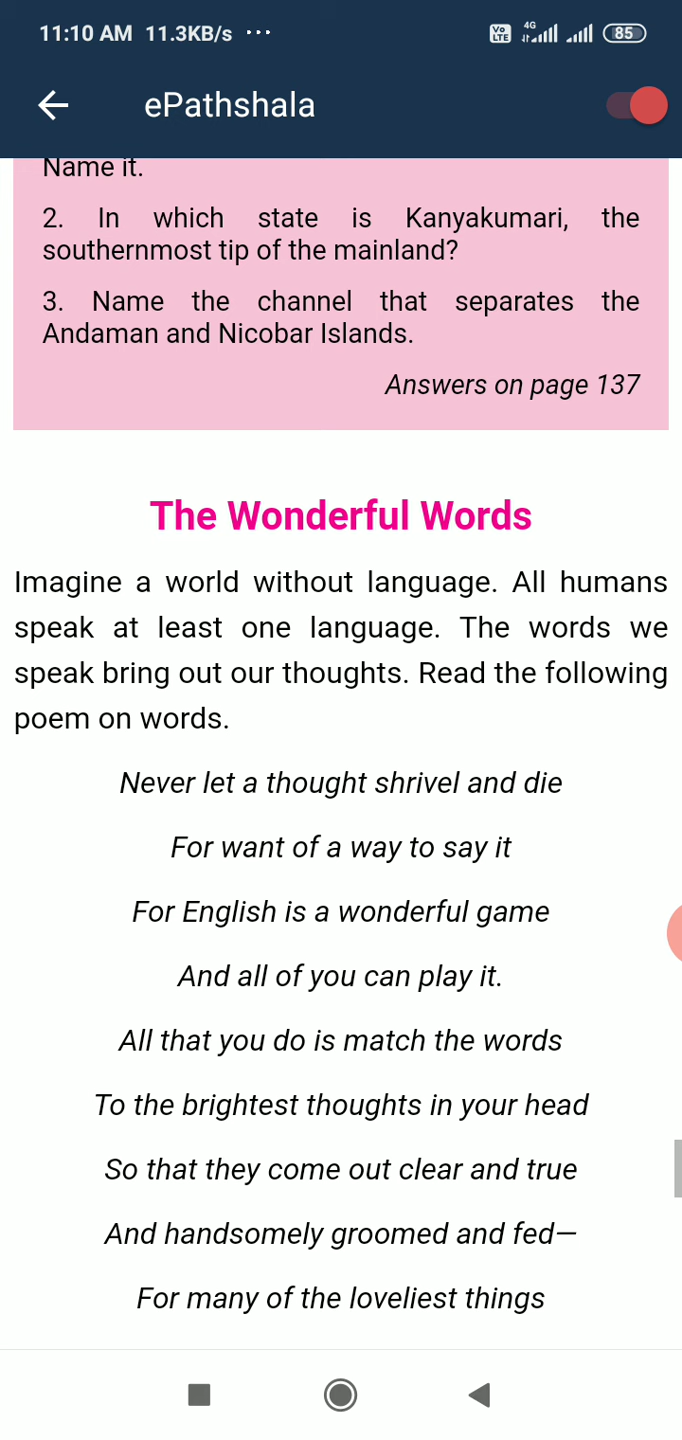 11:10 AM 11.3KB/s ···
Vo LTE 4G 85
ePathshala
Name it.
2. In which state is Kanyakumari, the
southernmost tip of the mainland?
3. Name the channel that separates the
Andaman and Nicobar Islands.
Answers on page 137
The Wonderful Words
Imagine a world without language. All humans
speak at least one language. The words we
speak bring out our thoughts. Read the following
poem on words.
Never let a thought shrivel and die
For want of a way to say it
For English is a wonderful game
And all of you can play it.
All that you do is match the words
To the brightest thoughts in your head
So that they come out clear and true
And handsomely groomed and fed—
For many of the loveliest things